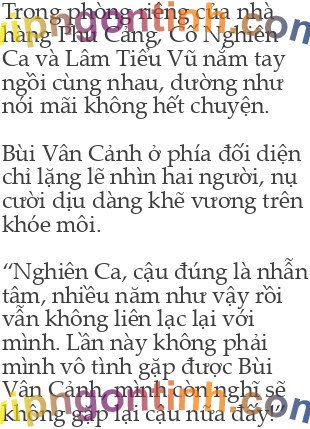 Trong phòng riêng của nhà
hàng Phú Cảng, Cố Nghiên
Ca và Lâm Tiểu Vũ nắm tay
ngồi cùng nhau, dường như
nói mãi không hết chuyện.
Bùi Vân Cảnh ở phía đối diện
chỉ lặng lẽ nhìn hai người, nụ
cười dịu dàng khẽ vương trên
khóe môi.
“Nghiên Ca, cậu đúng là nhẫn
tâm, nhiều năm như vậy rồi
vẫn không liên lạc lại với
mình. Lần này không phải
mình vô tình gặp được Bùi
Vân Cảnh, mình còn nghĩ sẽ
không gặp lại cậu nữa đấy!”
vipngontinh.com
vipngontinh.com